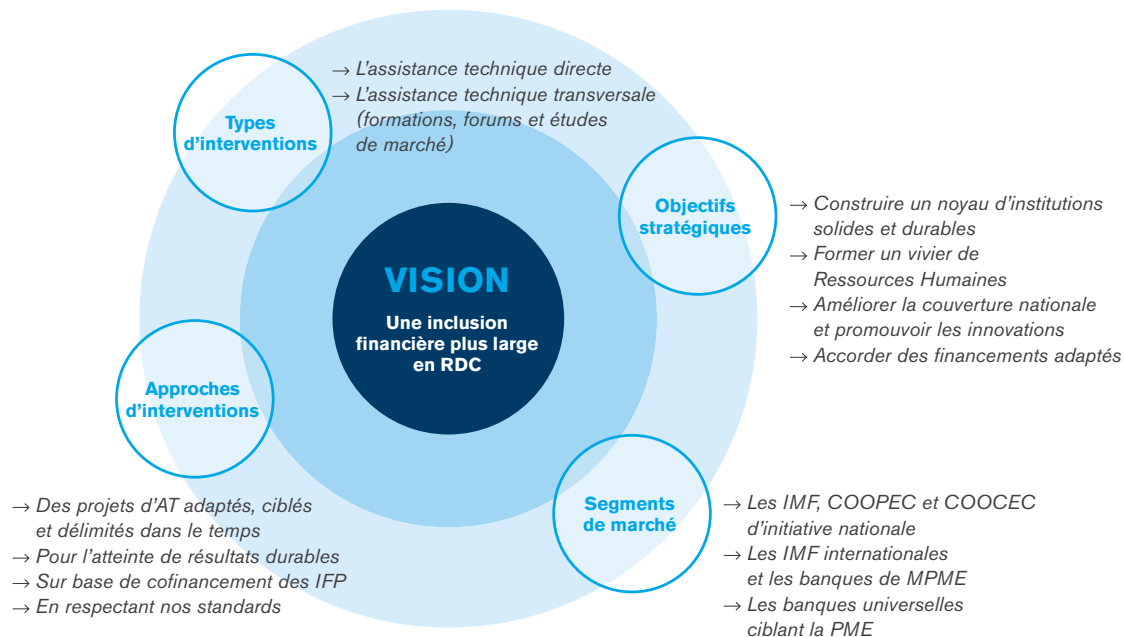 Types
d'interventions
→ L'assistance technique directe
→ L'assistance technique transversale
(formations, forums et études
de marché)
Objectifs
stratégiques
→ Construire un noyau d'institutions
solides et durables
→ Former un vivier de
Ressources Humaines
→ Améliorer la couverture nationale
et promouvoir les innovations
→ Accorder des financements adaptés
VISION
Une inclusion
financière plus large
en RDC
Approches
d'interventions
→ Des projets d'AT adaptés, ciblés
et délimités dans le temps
→ Pour l'atteinte de résultats durables
→ Sur base de cofinancement des IFP
→ En respectant nos standards
Segments
de marché
→ Les IMF, COOPEC et COOCEC
d'initiative nationale
→ Les IMF internationales
et les banques de MPME
→ Les banques universelles
ciblant la PME